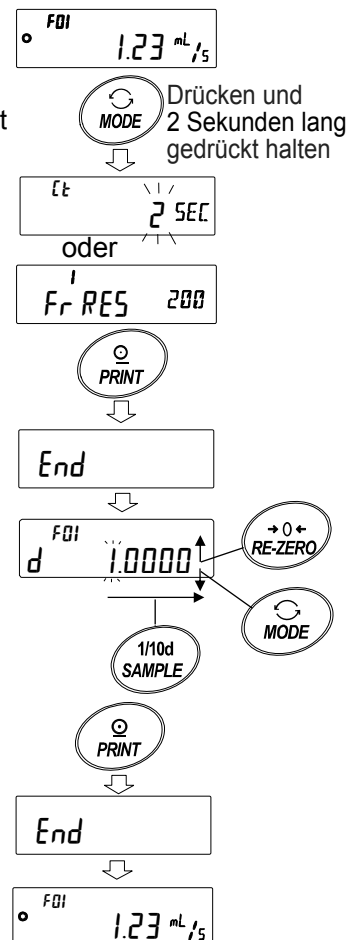 F01
1.23 mL/s
MODE
Drücken und
2 Sekunden lang
gedrückt halten
t
Ct
2 SEC
oder
1
Fr RES 200
PRINT
End
F01
d 1.0000
→0←
RE-ZERO
MODE
1/10d
SAMPLE
PRINT
End
F01
1.23 mL/s